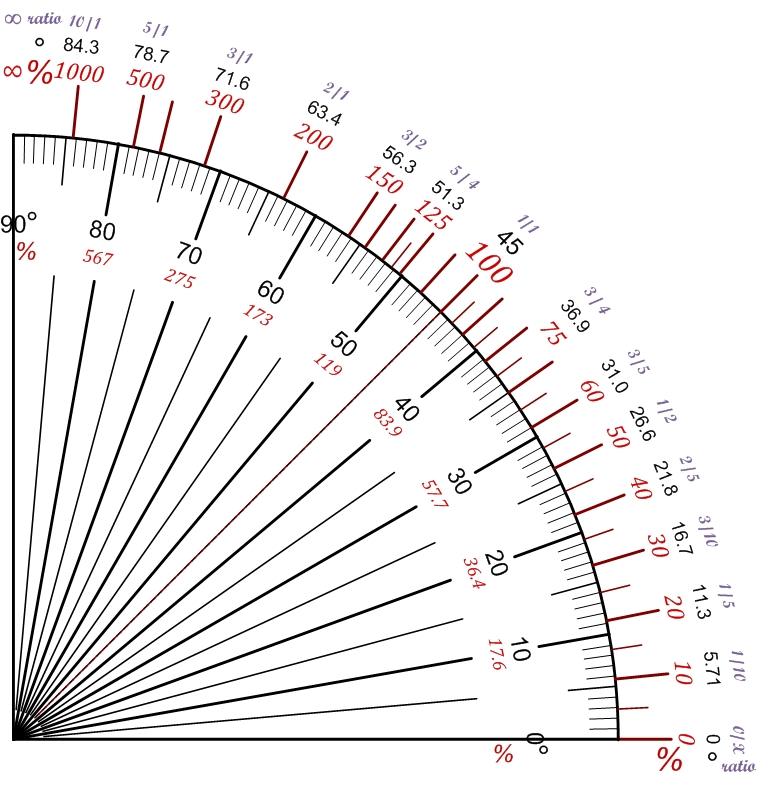 ∞ ratio 10/1 5/1 3/1 2/1 3/2 5/4 1/1 3/4 3/5 1/2 2/5 3/10 1/5 1/10 0/x ratio
° 84.3 78.7 71.6 63.4 56.3 51.3 45 36.9 31.0 26.6 21.8 16.7 11.3 5.71 0 °
∞ % 1000 500 300 200 150 125 100 75 60 50 40 30 20 10 0 %
90° 80 70 60 50 40 30 20 10 0°
% 567 275 173 119 83.9 57.7 36.4 17.6 %